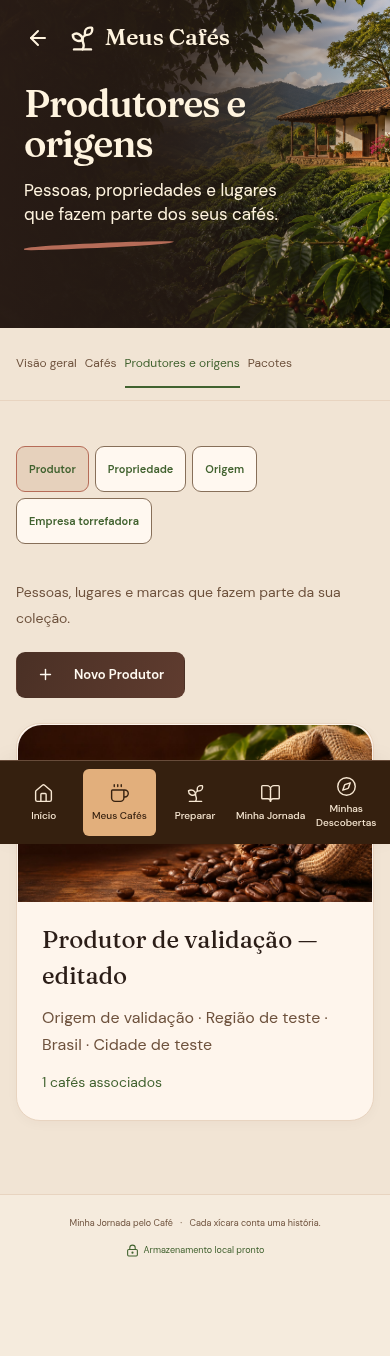 Meus Cafés
Produtores e
origens
Pessoas, propriedades e lugares
que fazem parte dos seus cafés.
Visão geral Cafés Produtores e origens Pacotes
Produtor Propriedade Origem
Empresa torrefadora
Pessoas, lugares e marcas que fazem parte da sua
coleção.
Novo Produtor
Início Meus Cafés Preparar Minha Jornada Minhas
Descobertas
Produtor de validação —
editado
Origem de validação · Região de teste ·
Brasil · Cidade de teste
1 cafés associados
Minha Jornada pelo Café · Cada xícara conta uma história.
Armazenamento local pronto